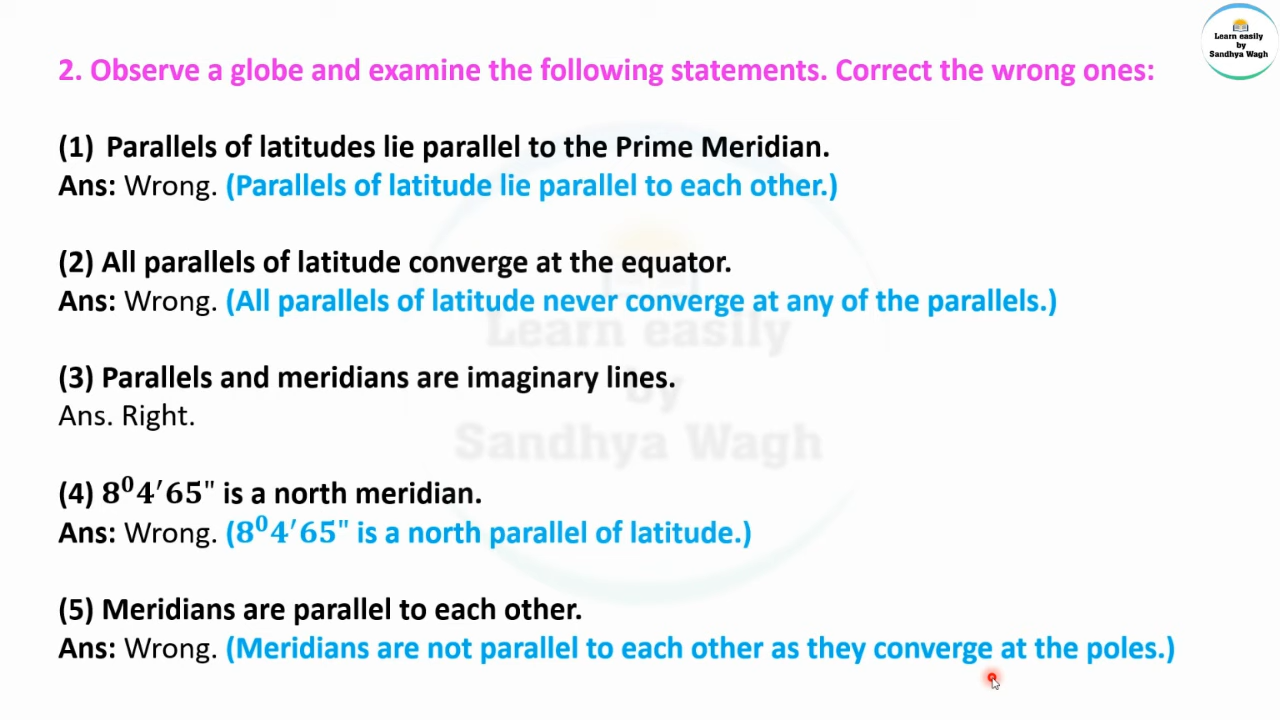 Learn easily
by
Sandhya Wagh
2. Observe a globe and examine the following statements. Correct the wrong ones:
(1) Parallels of latitudes lie parallel to the Prime Meridian.
Ans: Wrong. (Parallels of latitude lie parallel to each other.)
(2) All parallels of latitude converge at the equator.
Ans: Wrong. (All parallels of latitude never converge at any of the parallels.)
Learn easily
by
Sandhya Wagh
(3) Parallels and meridians are imaginary lines.
Ans. Right.
(4) 8⁰4′65" is a north meridian.
Ans: Wrong. (8⁰4′65" is a north parallel of latitude.)
(5) Meridians are parallel to each other.
Ans: Wrong. (Meridians are not parallel to each other as they converge at the poles.)